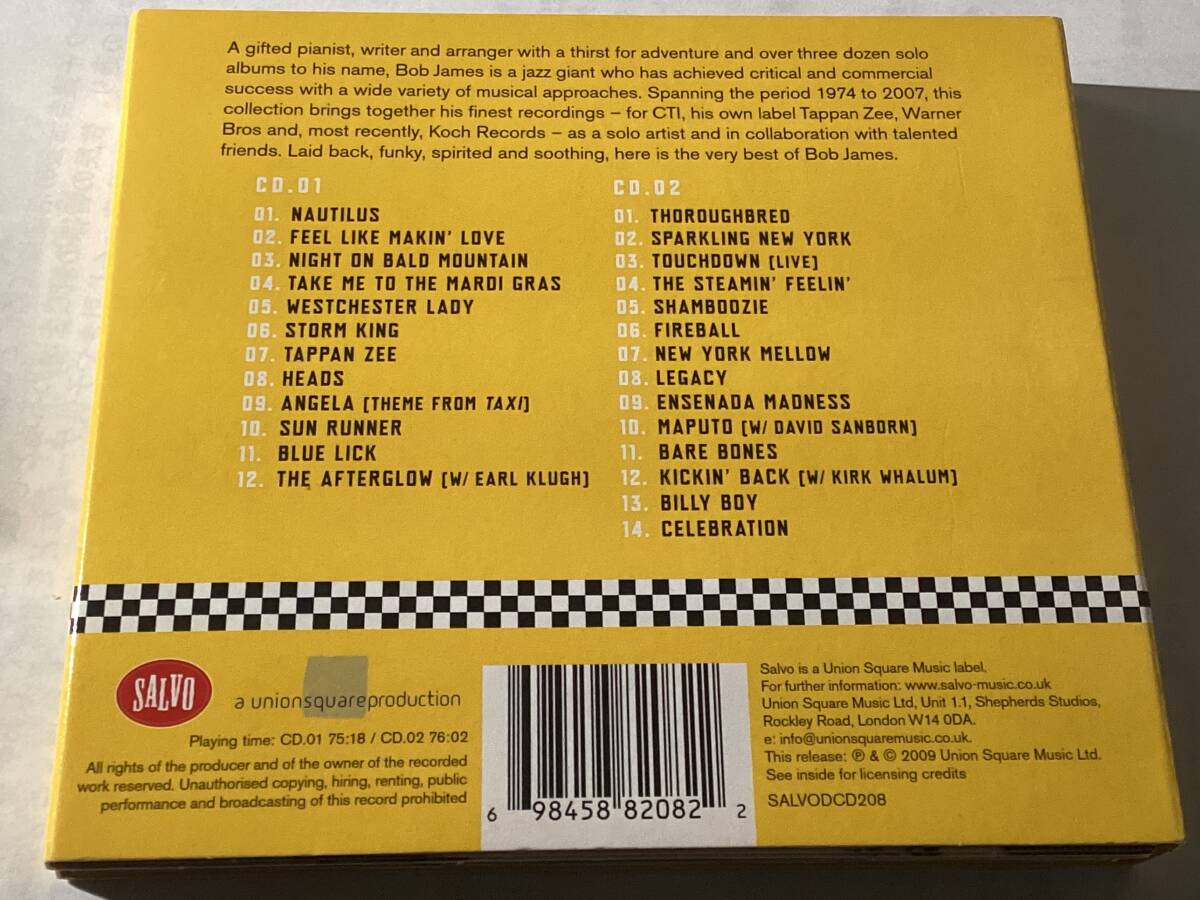 A gifted pianist, writer and arranger with a thirst for adventure and over three dozen solo
albums to his name, Bob James is a jazz giant who has achieved critical and commercial
success with a wide variety of musical approaches. Spanning the period 1974 to 2007, this
collection brings together his finest recordings – for CTI, his own label Tappan Zee, Warner
Bros and, most recently, Koch Records – as a solo artist and in collaboration with talented
friends. Laid back, funky, spirited and soothing, here is the very best of Bob James.
CD.01
01. NAUTILUS
02. FEEL LIKE MAKIN' LOVE
03. NIGHT ON BALD MOUNTAIN
04. TAKE ME TO THE MARDI GRAS
05. WESTCHESTER LADY
06. STORM KING
07. TAPPAN ZEE
08. HEADS
09. ANGELA [THEME FROM TAXI]
10. SUN RUNNER
11. BLUE LICK
12. THE AFTERGLOW [W/ EARL KLUGH]
CD.02
01. THOROUGHBRED
02. SPARKLING NEW YORK
03. TOUCHDOWN [LIVE]
04. THE STEAMIN' FEELIN'
05. SHAMBOOZIE
06. FIREBALL
07. NEW YORK MELLOW
08. LEGACY
09. ENSENADA MADNESS
10. MAPUTO [W/ DAVID SANBORN]
11. BARE BONES
12. KICKIN' BACK [W/ KIRK WHALUM]
13. BILLY BOY
14. CELEBRATION
SALVO
a unionsquareproduction
Playing time: CD.01 75:18 / CD.02 76:02
All rights of the producer and of the owner of the recorded
work reserved. Unauthorised copying, hiring, renting, public
performance and broadcasting of this record prohibited
6 98458 82082 2
Salvo is a Union Square Music label.
For further information: www.salvo-music.co.uk
Union Square Music Ltd, Unit 1.1, Shepherds Studios,
Rockley Road, London W14 0DA.
e: info@unionsquaremusic.co.uk.
This release: ℗ & © 2009 Union Square Music Ltd.
See inside for licensing credits
SALVODCD208